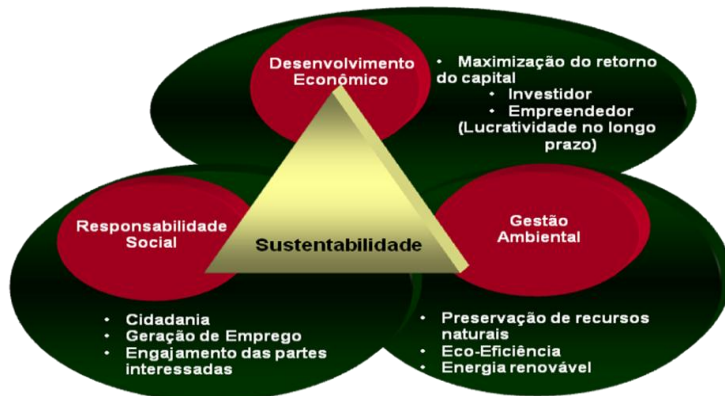 Desenvolvimento
Econômico
• Maximização do retorno
do capital
• Investidor
• Empreendedor
(Lucratividade no longo
prazo)
Responsabilidade
Social
Sustentabilidade
Gestão
Ambiental
• Cidadania
• Geração de Emprego
• Engajamento das partes
interessadas
• Preservação de recursos
naturais
• Eco-Eficiência
• Energia renovável